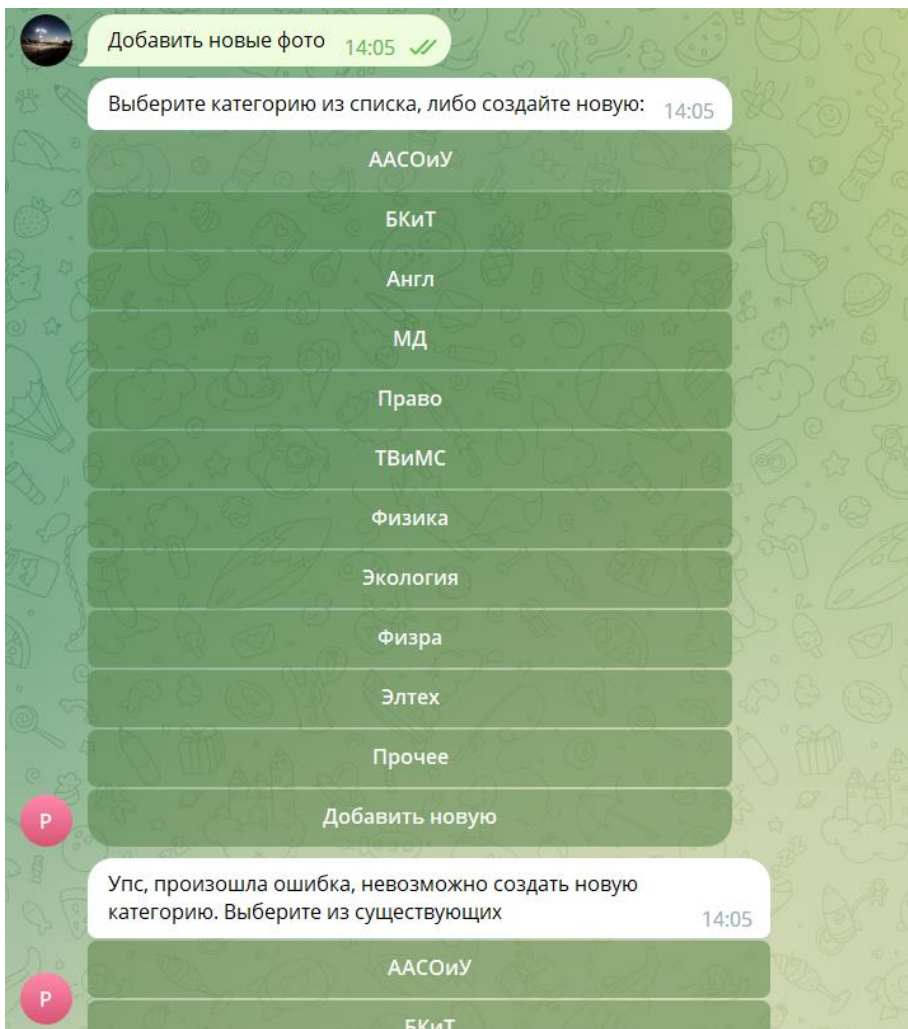 Добавить новые фото 14:05
Выберите категорию из списка, либо создайте новую: 14:05
ААСОиУ
БКиТ
Англ
МД
Право
ТВиМС
Физика
Экология
Физра
Элтех
Прочее
Добавить новую
P
Упс, произошла ошибка, невозможно создать новую
категорию. Выберите из существующих 14:05
ААСОиУ
P
БКиТ